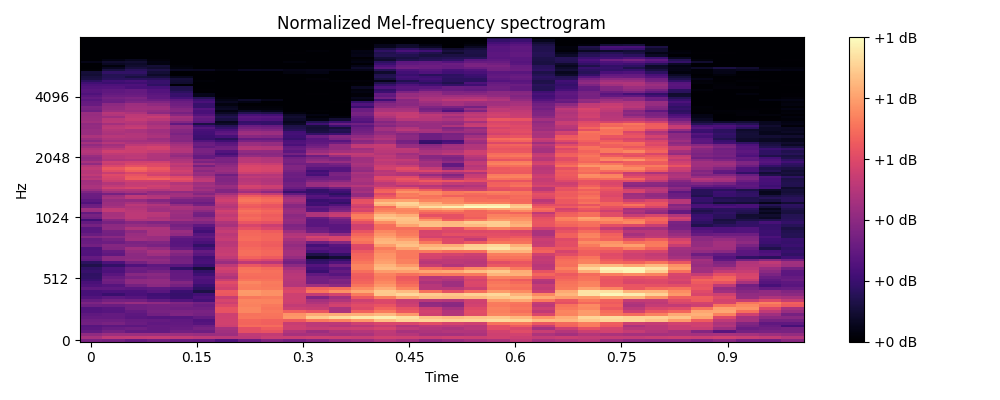 Normalized Mel-frequency spectrogram
Hz
4096
2048
1024
512
0
0 0.15 0.3 0.45 0.6 0.75 0.9
Time
+1 dB
+1 dB
+1 dB
+0 dB
+0 dB
+0 dB